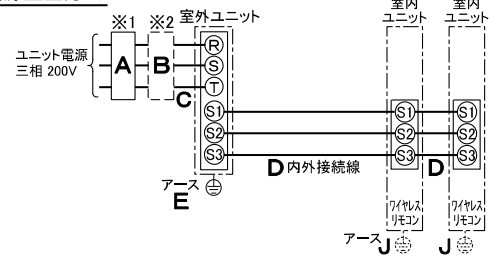 ※1 ※2 室外ユニット
室内ユニット 室内ユニット
ユニット電源
三相 200V
A B C
R
S
T
S1 S1 S1
S2 S2 S2
S3 S3 S3
D 内外接続線 D
アース
E
ワイヤレス
リモコン
ワイヤレス
リモコン
アース J J